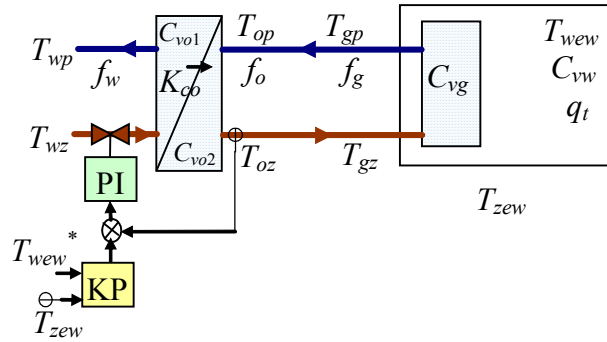 C_vo1 T_op T_gp T_wew
T_wp f_w K_co f_o f_g C_vg C_vw
q_t
T_wz C_vo2 T_oz T_gz
PI T_zew
T_wew*
KP
T_zew